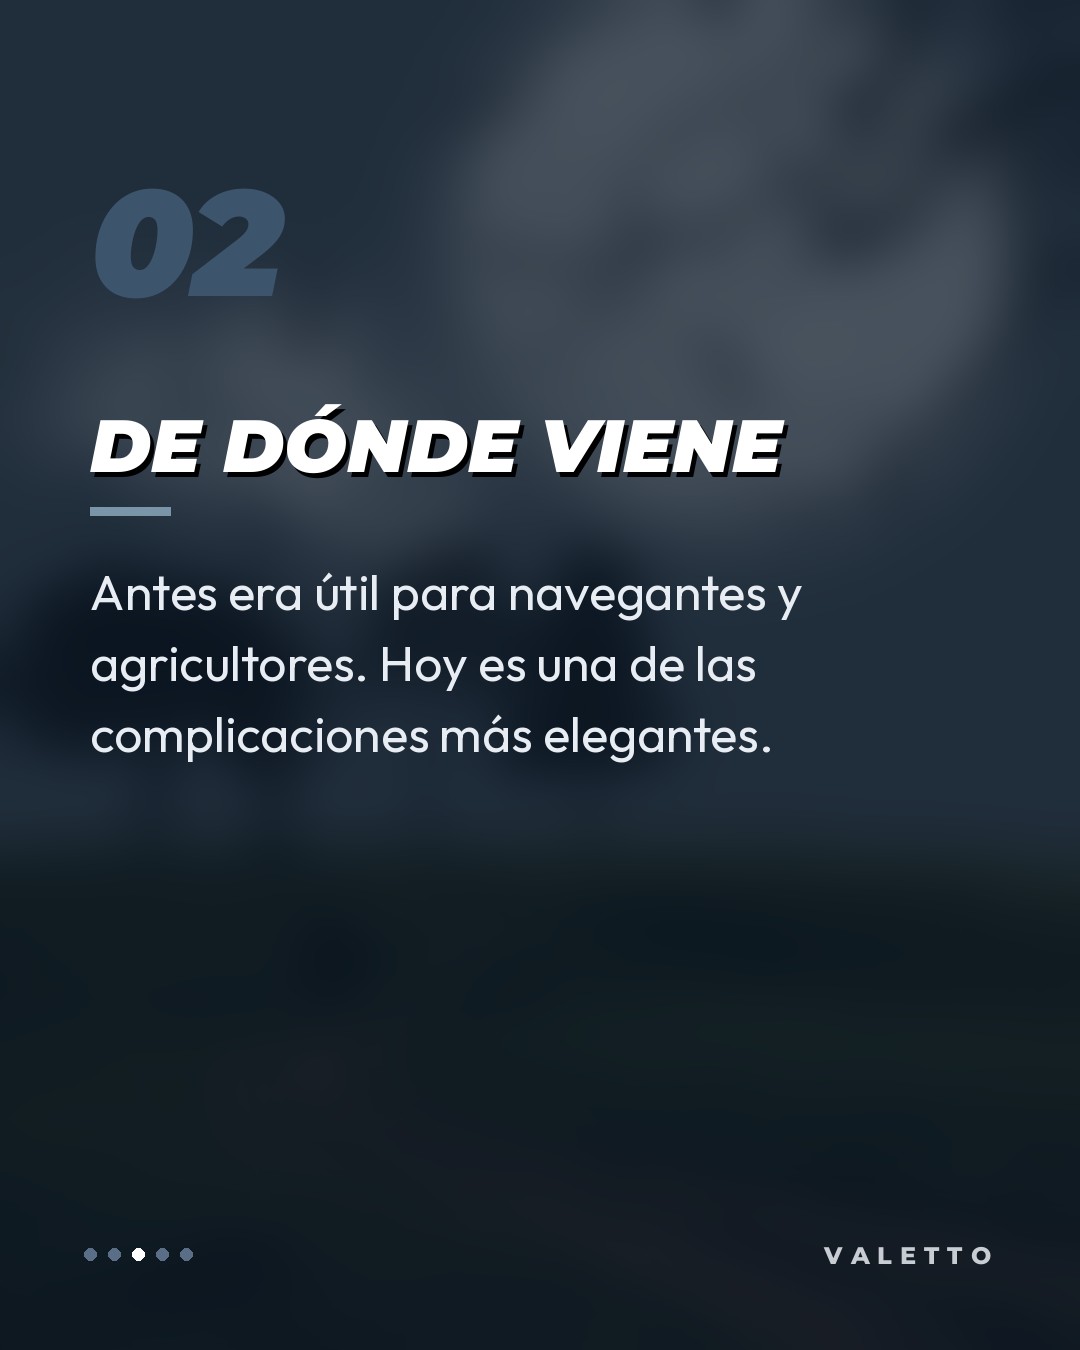 02
DE DÓNDE VIENE
Antes era útil para navegantes y
agricultores. Hoy es una de las
complicaciones más elegantes.
VALETTO